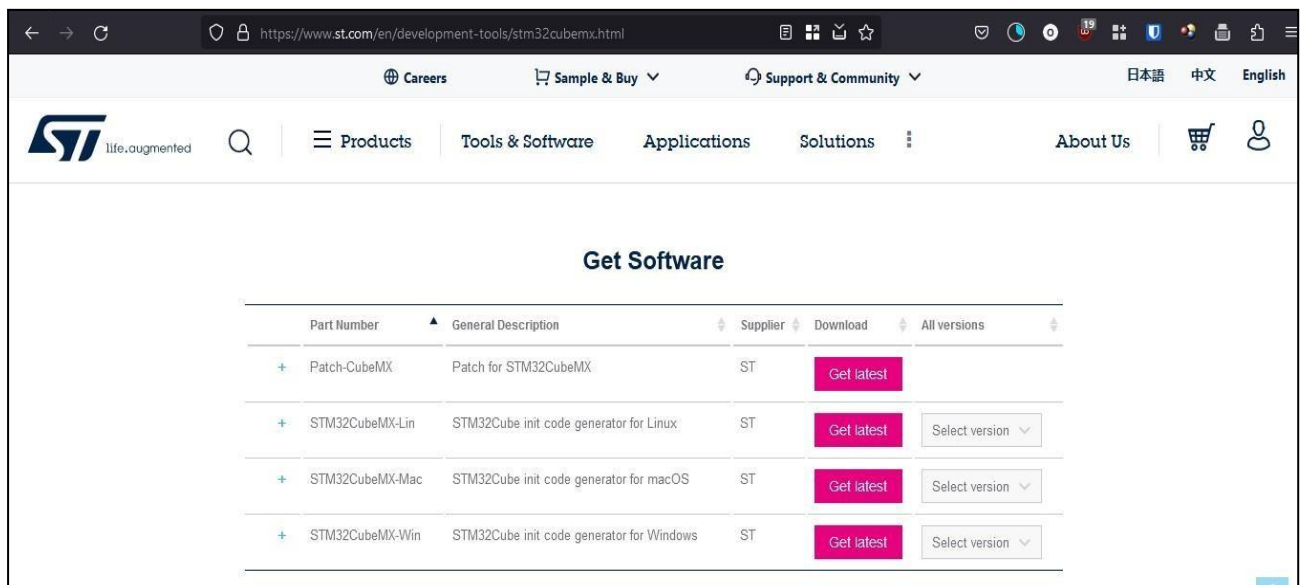 https://www.st.com/en/development-tools/stm32cubemx.html
19
Careers Sample & Buy Support & Community 日本語 中文 English
ST life.augmented Products Tools & Software Applications Solutions About Us
Get Software
Part Number General Description Supplier Download All versions
+ Patch-CubeMX Patch for STM32CubeMX ST Get latest
+ STM32CubeMX-Lin STM32Cube init code generator for Linux ST Get latest Select version
+ STM32CubeMX-Mac STM32Cube init code generator for macOS ST Get latest Select version
+ STM32CubeMX-Win STM32Cube init code generator for Windows ST Get latest Select version